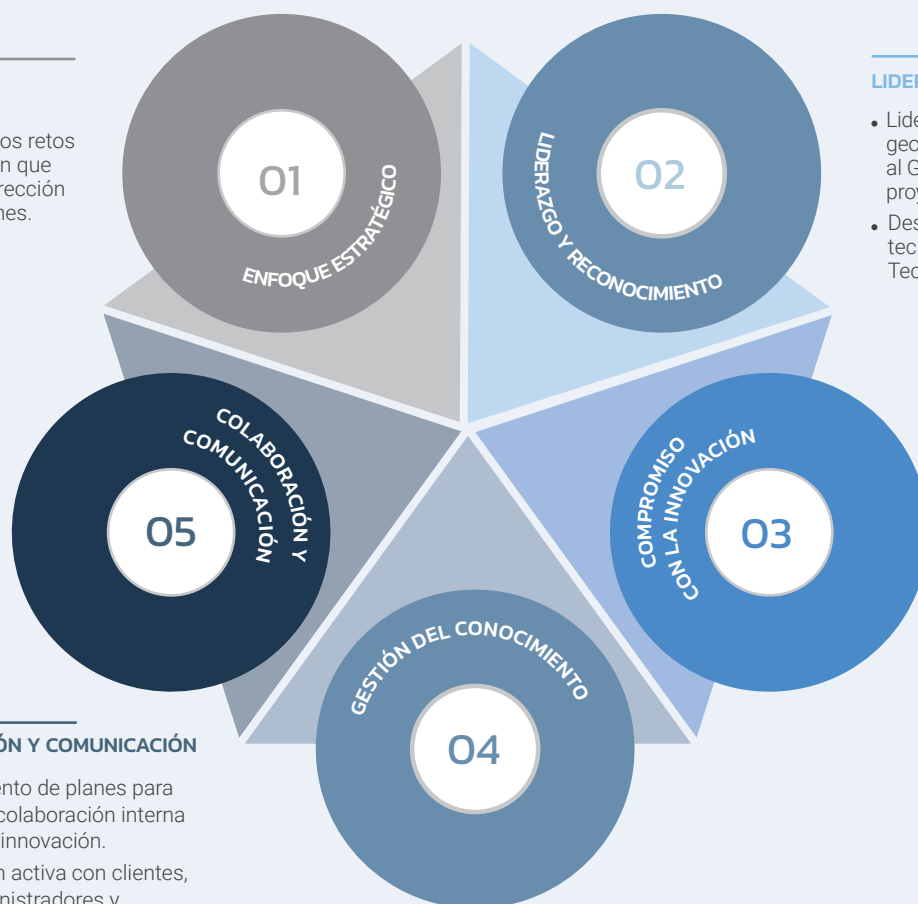 os retos
n que
rección
nes.
01
ENFOQUE ESTRATÉGICO
02
LIDERAZGO Y RECONOCIMIENTO
LIDER
• Lide
geo
al G
proy
• Des
tec
Tec
03
COMPROMISO
CON LA INNOVACIÓN
04
GESTIÓN DEL CONOCIMIENTO
05
COLABORACIÓN Y
COMUNICACIÓN
ÓN Y COMUNICACIÓN
ento de planes para
colaboración interna
innovación.
n activa con clientes,
nistradores y